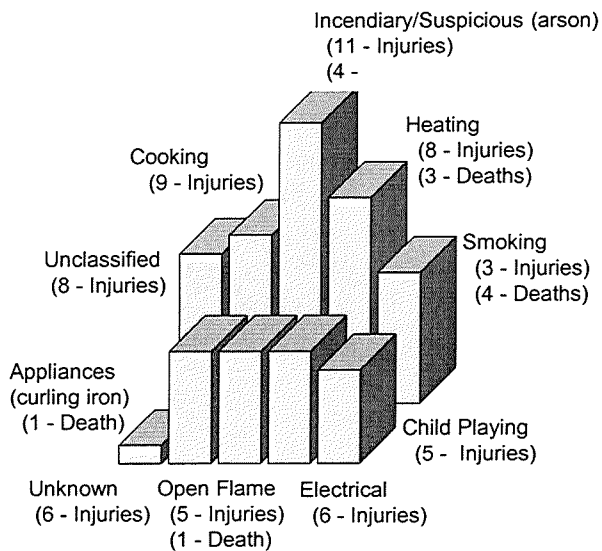 Incendiary/Suspicious (arson)
(11 - Injuries)
(4 -
Heating
(8 - Injuries)
(3 - Deaths)
Cooking
(9 - Injuries)
Smoking
(3 - Injuries)
(4 - Deaths)
Unclassified
(8 - Injuries)
Appliances
(curling iron)
(1 - Death)
Child Playing
(5 - Injuries)
Unknown
(6 - Injuries)
Open Flame
(5 - Injuries)
(1 - Death)
Electrical
(6 - Injuries)